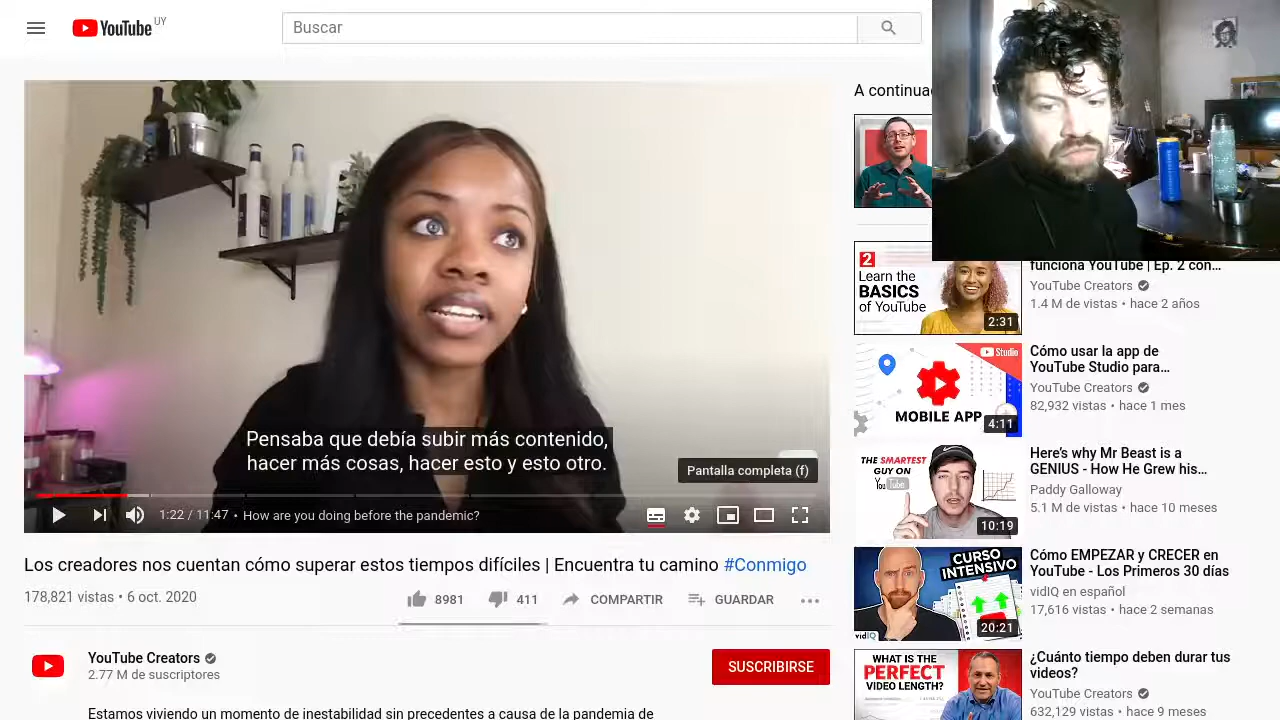 YouTube UY
Buscar
Pensaba que debía subir más contenido,
hacer más cosas, hacer esto y esto otro.
Pantalla completa (f)
1:22 / 11:47 • How are you doing before the pandemic?
Los creadores nos cuentan cómo superar estos tiempos difíciles | Encuentra tu camino #Conmigo
178,821 vistas • 6 oct. 2020
8981
411
COMPARTIR
GUARDAR
YouTube Creators
2.77 M de suscriptores
SUSCRIBIRSE
Estamos viviendo un momento de inestabilidad sin precedentes a causa de la pandemia de
A continuac
2
Learn the
BASICS
of YouTube
2:31
funciona YouTube | Ep. 2 con...
YouTube Creators
1.4 M de vistas • hace 2 años
Studio
MOBILE APP
4:11
Cómo usar la app de
YouTube Studio para...
YouTube Creators
82,932 vistas • hace 1 mes
THE SMARTEST
GUY ON
YouTube
10:19
Here's why Mr Beast is a
GENIUS - How He Grew his...
Paddy Galloway
5.1 M de vistas • hace 10 meses
CURSO
INTENSIVO
vidIQ
20:21
Cómo EMPEZAR y CRECER en
YouTube - Los Primeros 30 días
vidIQ en español
17,616 vistas • hace 2 semanas
WHAT IS THE
PERFECT
VIDEO LENGTH?
¿Cuánto tiempo deben durar tus
videos?
YouTube Creators
632,129 vistas • hace 9 meses